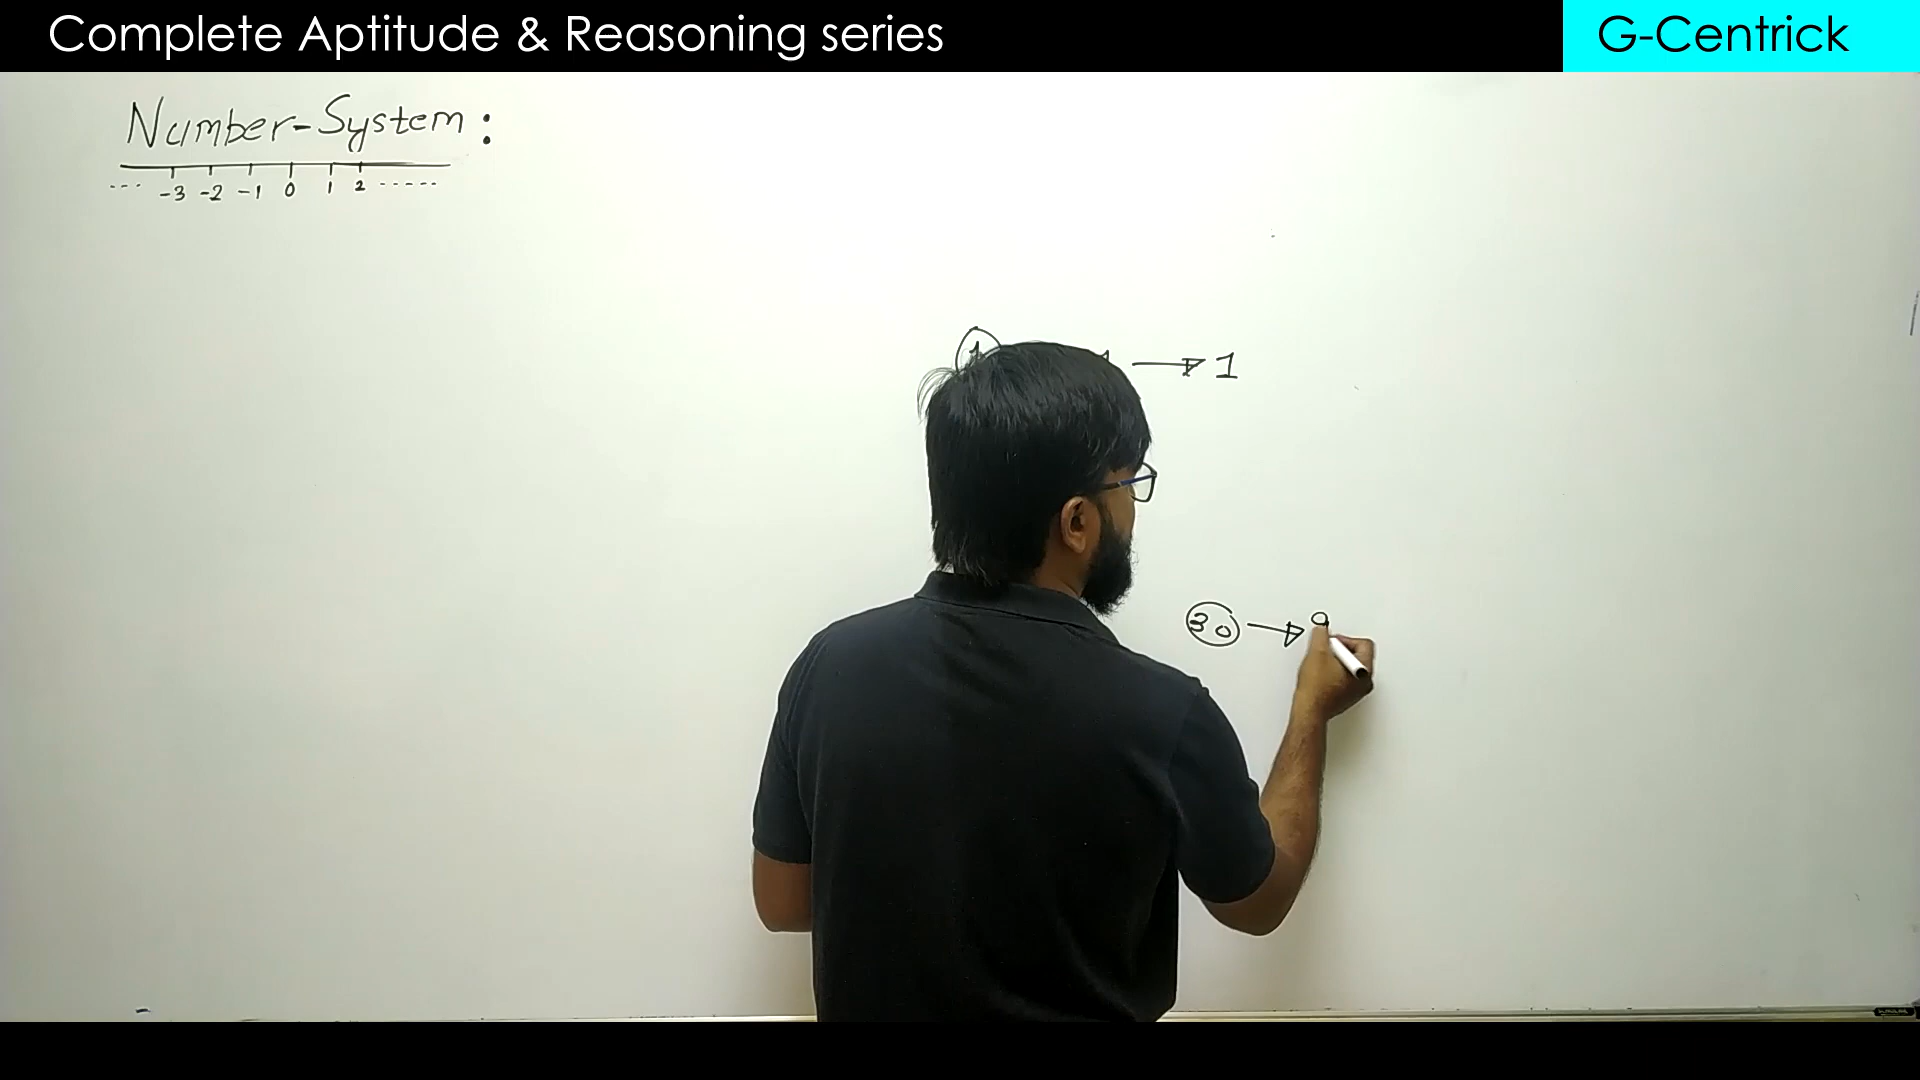 Complete Aptitude & Reasoning series
G-Centrick
Number-System:
--- -3 -2 -1 0 1 2 -----
1 → 1
30 → 9